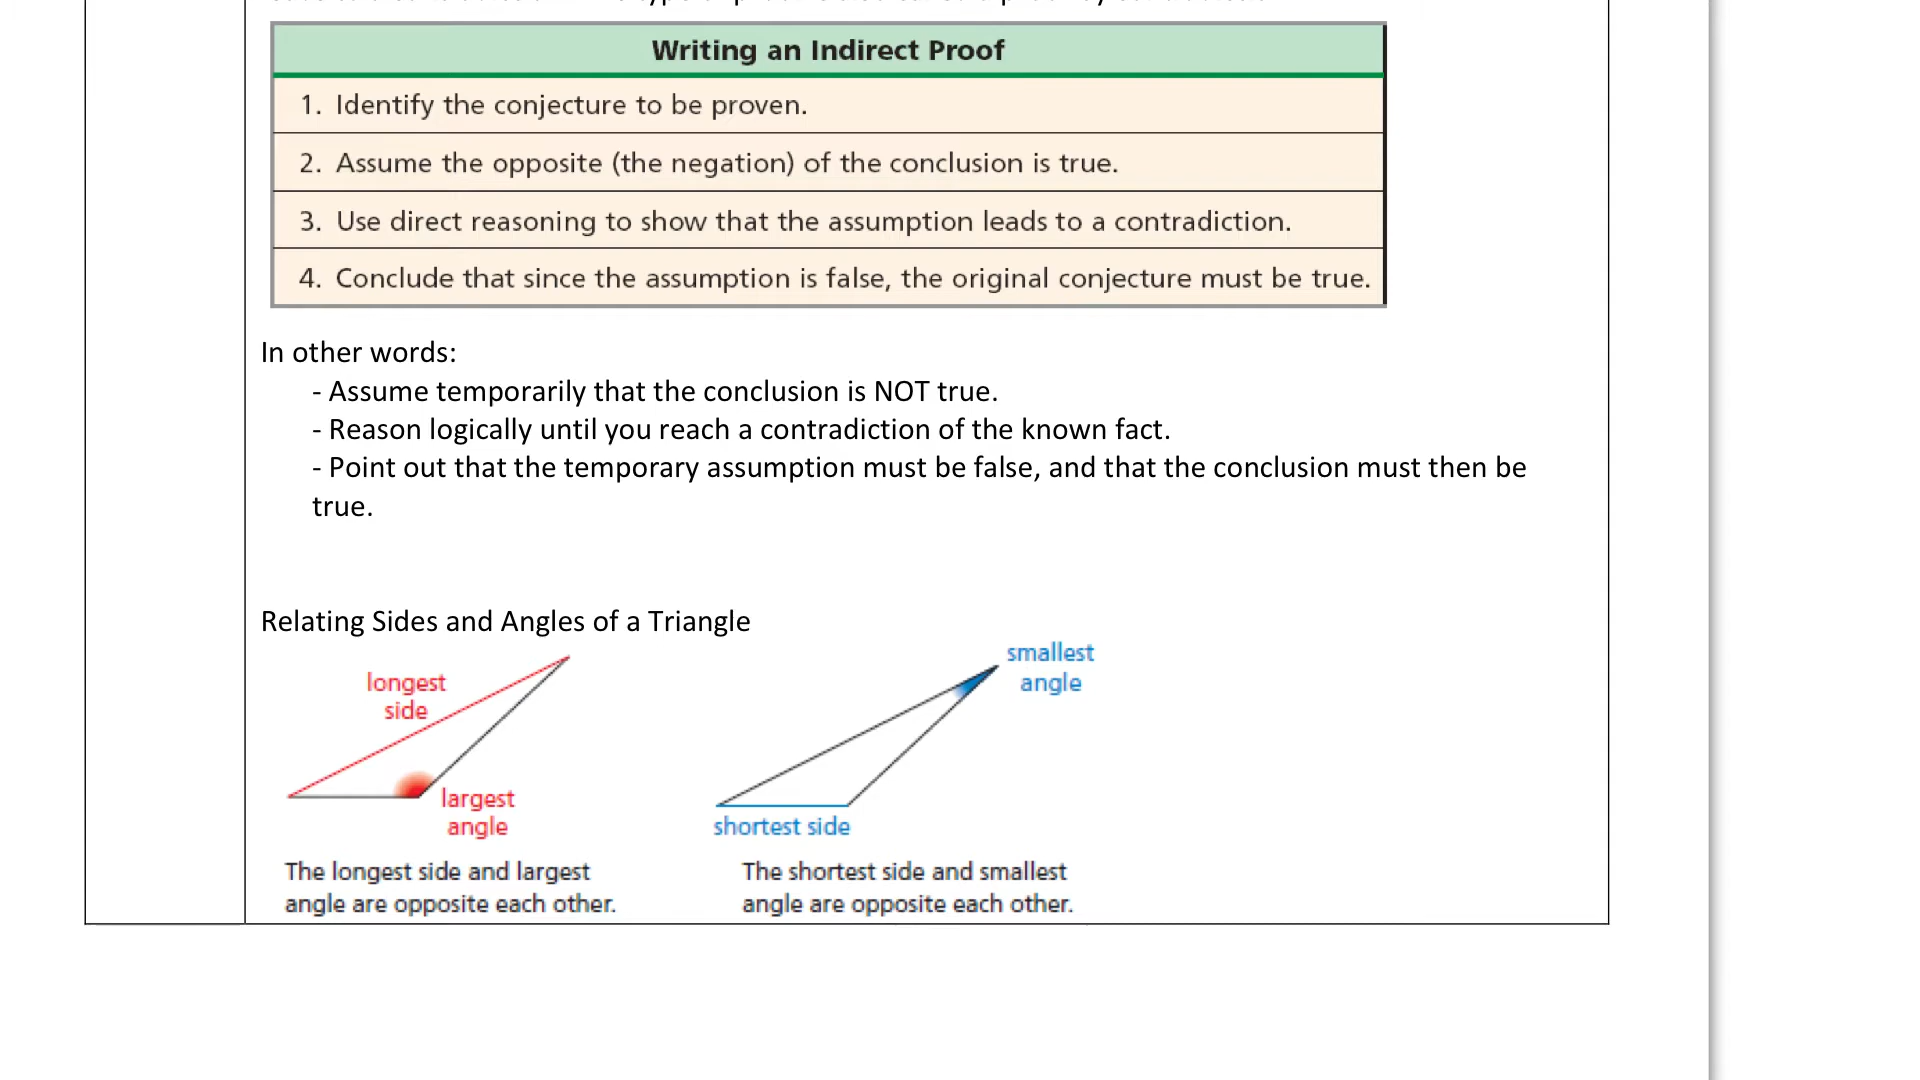 Writing an Indirect Proof
1. Identify the conjecture to be proven.
2. Assume the opposite (the negation) of the conclusion is true.
3. Use direct reasoning to show that the assumption leads to a contradiction.
4. Conclude that since the assumption is false, the original conjecture must be true.
In other words:
- Assume temporarily that the conclusion is NOT true.
- Reason logically until you reach a contradiction of the known fact.
- Point out that the temporary assumption must be false, and that the conclusion must then be
true.
Relating Sides and Angles of a Triangle
longest
side
largest
angle
The longest side and largest
angle are opposite each other.
smallest
angle
shortest side
The shortest side and smallest
angle are opposite each other.